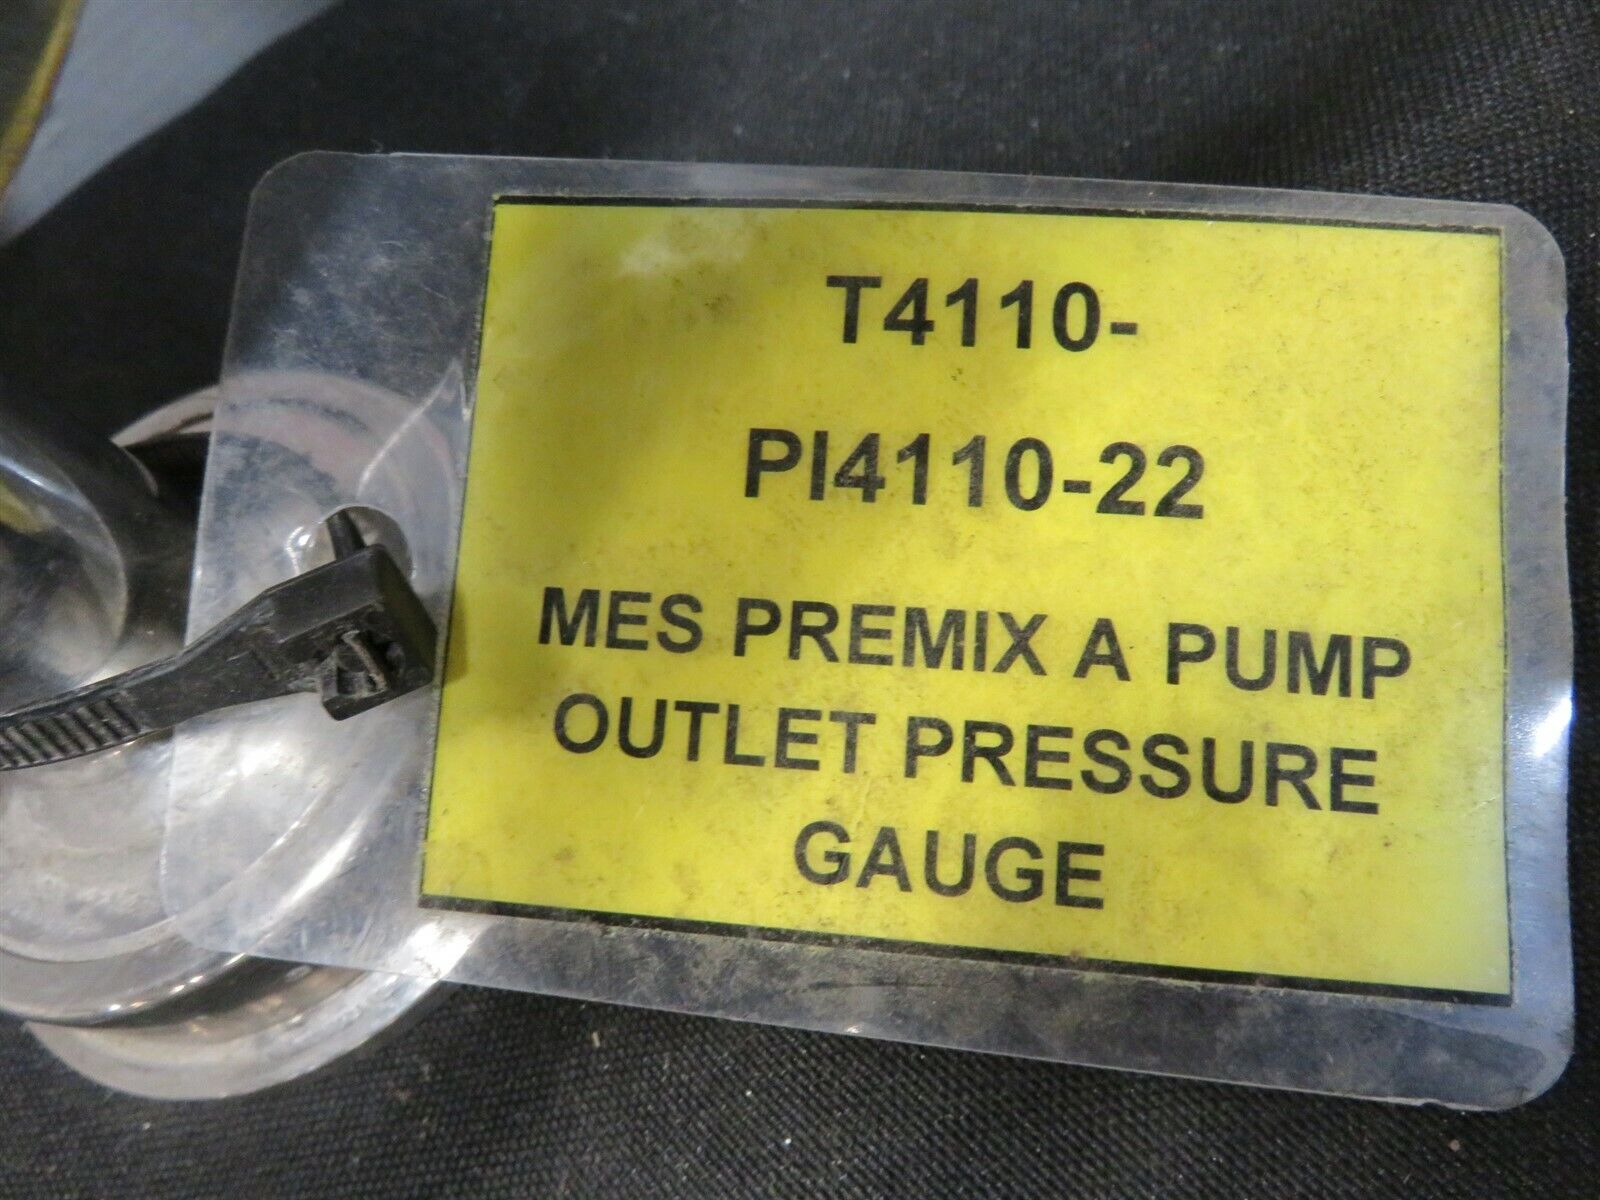 T4110-
PI4110-22
MES PREMIX A PUMP
OUTLET PRESSURE
GAUGE